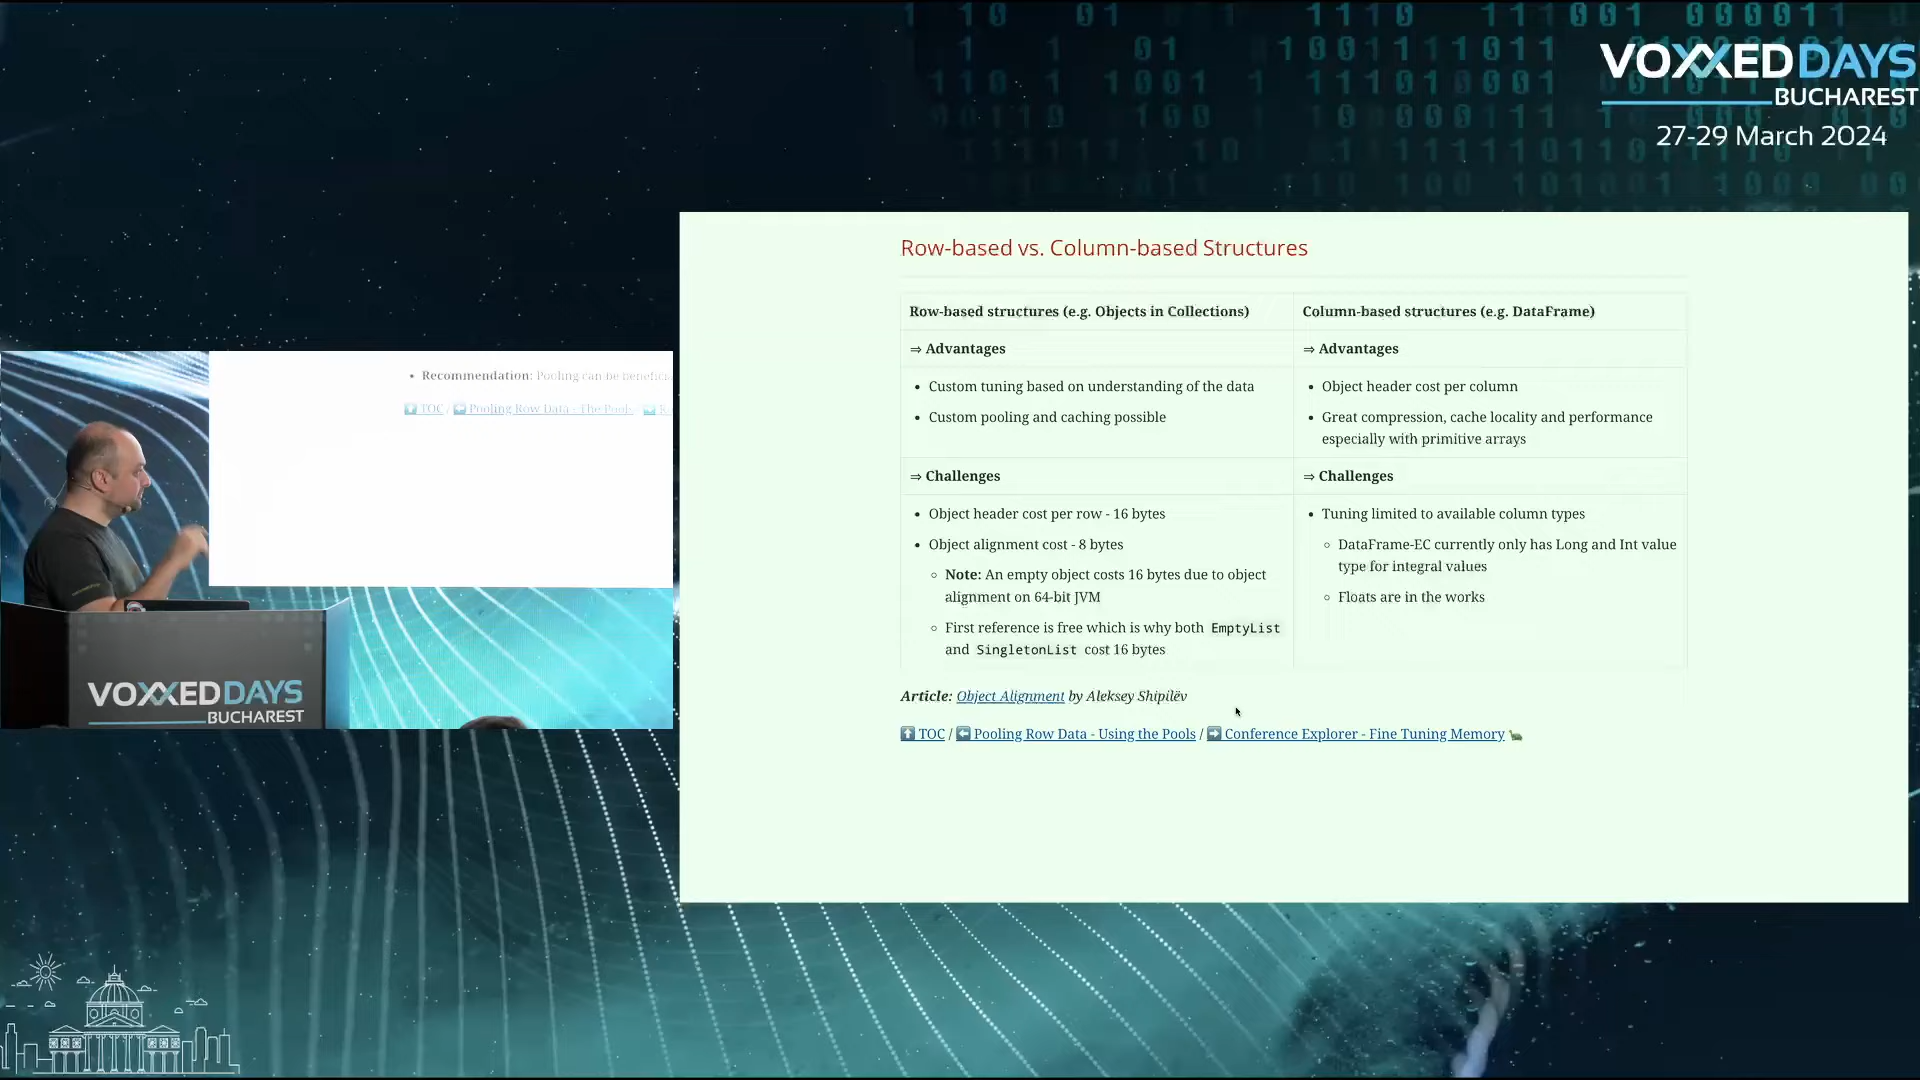 VOXXEDDAYS
BUCHAREST
27-29 March 2024
Row-based vs. Column-based Structures
Row-based structures (e.g. Objects in Collections)
Column-based structures (e.g. DataFrame)
⇒ Advantages
⇒ Advantages
• Custom tuning based on understanding of the data
• Custom pooling and caching possible
• Object header cost per column
• Great compression, cache locality and performance
especially with primitive arrays
⇒ Challenges
⇒ Challenges
• Object header cost per row - 16 bytes
• Object alignment cost - 8 bytes
◦ Note: An empty object costs 16 bytes due to object
alignment on 64-bit JVM
◦ First reference is free which is why both EmptyList
and SingletonList cost 16 bytes
• Tuning limited to available column types
◦ DataFrame-EC currently only has Long and Int value
type for integral values
◦ Floats are in the works
Article: Object Alignment by Aleksey Shipilëv
⬆ TOC / ⬅ Pooling Row Data - Using the Pools / ➡ Conference Explorer - Fine Tuning Memory 🐢
• Recommendation: Pooling can be
⬆ TOC / ⬅ Pooling Row Data - The Pools / ➡
VOXXEDDAYS
BUCHAREST